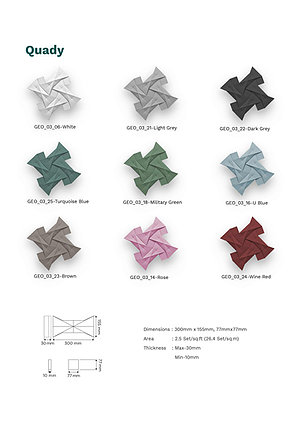 Quady
GEO_03_06-White
GEO_03_21-Light Grey
GEO_03_22-Dark Grey
GEO_03_25-Turquoise Blue
GEO_03_18-Military Green
GEO_03_16-U Blue
GEO_03_23-Brown
GEO_03_14-Rose
GEO_03_24-Wine Red
155 mm
30 mm 300 mm
77 mm
10 mm 77 mm
Dimensions : 300mm x 155mm, 77mmx77mm
Area : 2.5 Set/sq.ft (26.4 Set/sq.m)
Thickness : Max-30mm
Min-10mm